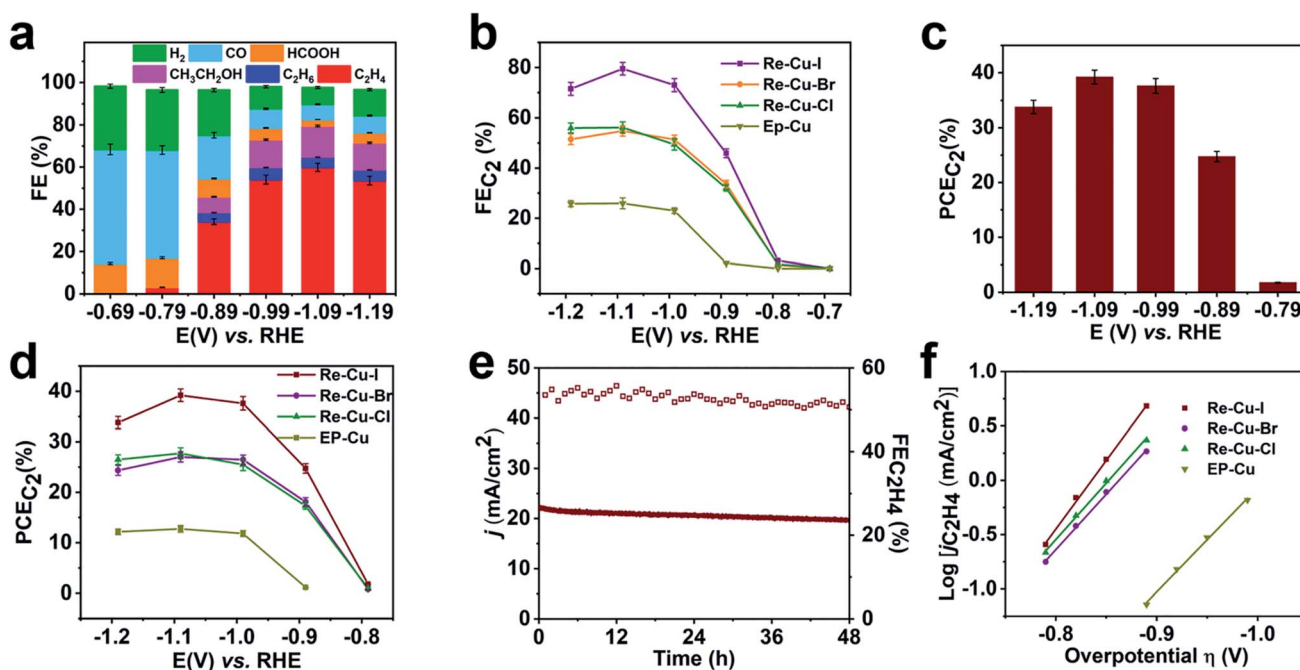 a
H2 CO HCOOH
CH3CH2OH C2H6 C2H4
FE (%)
100
80
60
40
20
0
-0.69 -0.79 -0.89 -0.99 -1.09 -1.19
E(V) vs. RHE
b
FEC2 (%)
80
60
40
20
0
Re-Cu-I
Re-Cu-Br
Re-Cu-Cl
Ep-Cu
-1.2 -1.1 -1.0 -0.9 -0.8 -0.7
E(V) vs. RHE
c
PCEC2(%)
40
30
20
10
0
-1.19 -1.09 -0.99 -0.89 -0.79
E (V) vs. RHE
d
PCEC2(%)
40
30
20
10
0
Re-Cu-I
Re-Cu-Br
Re-Cu-Cl
EP-Cu
-1.2 -1.1 -1.0 -0.9 -0.8
E(V) vs. RHE
e
j (mA/cm2)
50
40
30
20
10
0
60
40
20
0
FEC2H4 (%)
0 12 24 36 48
Time (h)
f
Log [jC2H4 (mA/cm2)]
1.0
0.5
0.0
-0.5
-1.0
Re-Cu-I
Re-Cu-Br
Re-Cu-Cl
EP-Cu
-0.8 -0.9 -1.0
Overpotential η (V)